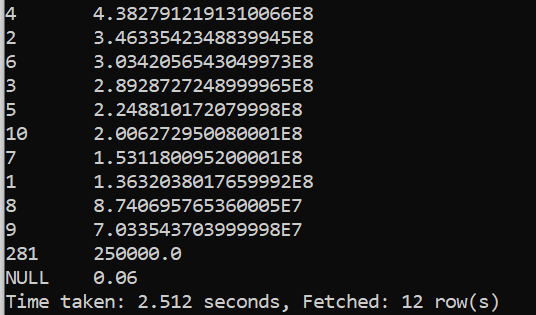 4 4.3827912191310066E8
2 3.4633542348839945E8
6 3.0342056543049973E8
3 2.8928727248999965E8
5 2.248810172079998E8
10 2.006272950080001E8
7 1.531180095200001E8
1 1.3632038017659992E8
8 8.740695765360005E7
9 7.033543703999998E7
281 250000.0
NULL 0.06
Time taken: 2.512 seconds, Fetched: 12 row(s)